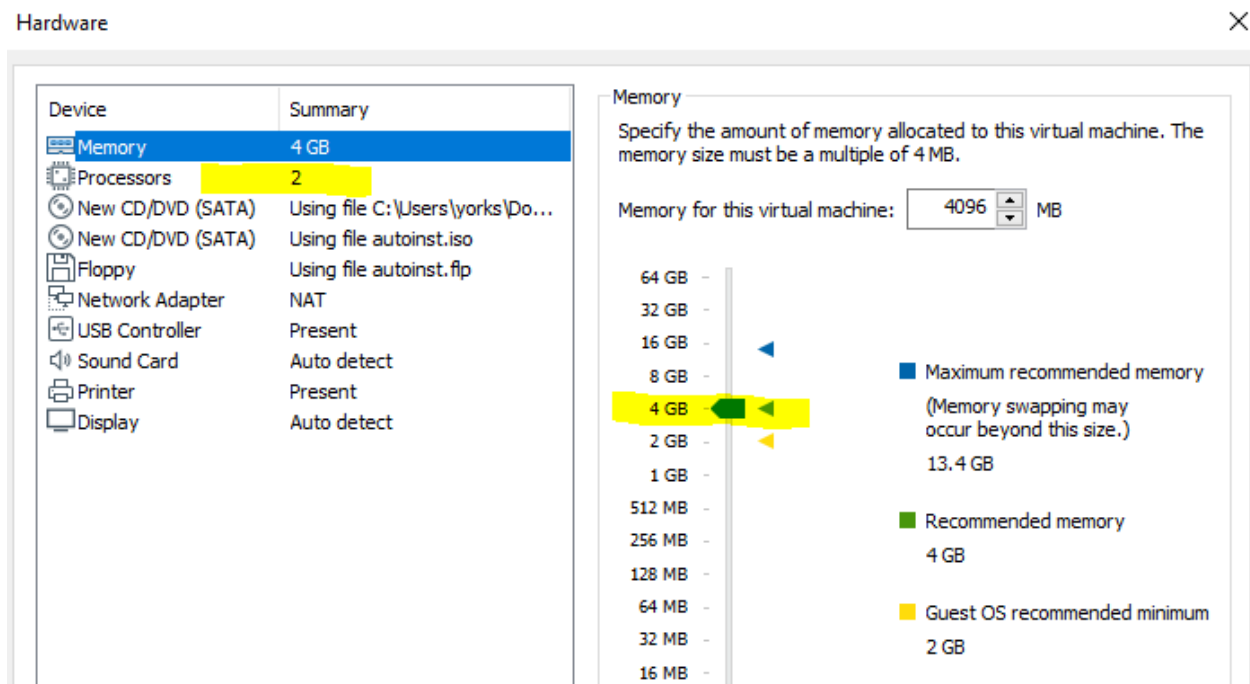 Hardware
Device Summary
Memory 4 GB
Processors 2
New CD/DVD (SATA) Using file C:\Users\yorks\Do...
New CD/DVD (SATA) Using file autoinst.iso
Floppy Using file autoinst.flp
Network Adapter NAT
USB Controller Present
Sound Card Auto detect
Printer Present
Display Auto detect
Memory
Specify the amount of memory allocated to this virtual machine. The
memory size must be a multiple of 4 MB.
Memory for this virtual machine: 4096 MB
64 GB
32 GB
16 GB
8 GB
4 GB
2 GB
1 GB
512 MB
256 MB
128 MB
64 MB
32 MB
16 MB
Maximum recommended memory
(Memory swapping may
occur beyond this size.)
13.4 GB
Recommended memory
4 GB
Guest OS recommended minimum
2 GB